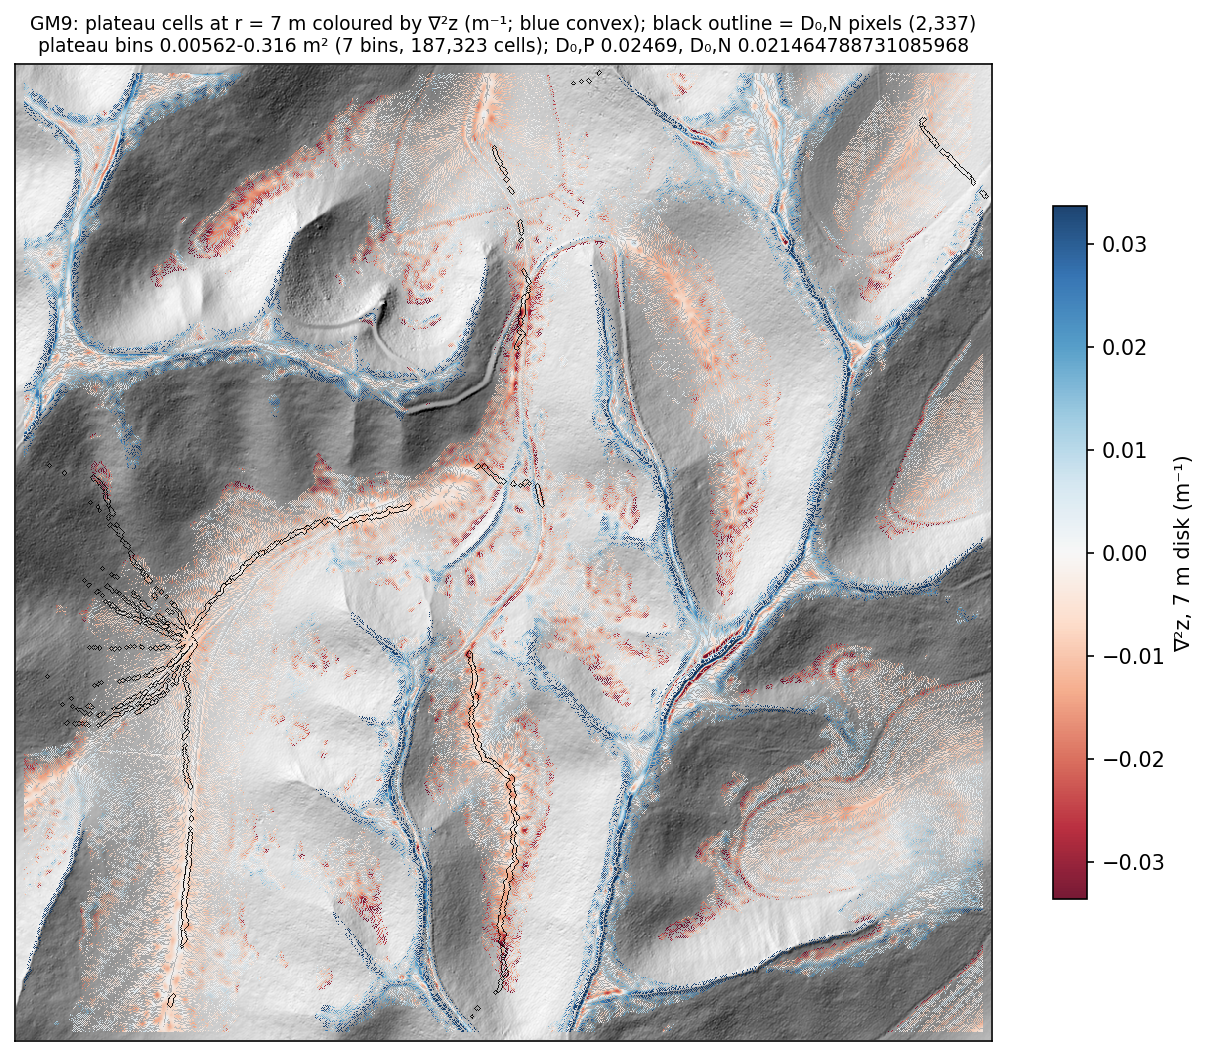 GM9: plateau cells at r = 7 m coloured by ∇²z (m⁻¹; blue convex); black outline = D₀,N pixels (2,337)
plateau bins 0.00562-0.316 m² (7 bins, 187,323 cells); D₀,P 0.02469, D₀,N 0.021464788731085968
0.03
0.02
0.01
0.00
−0.01
−0.02
−0.03
∇²z, 7 m disk (m⁻¹)